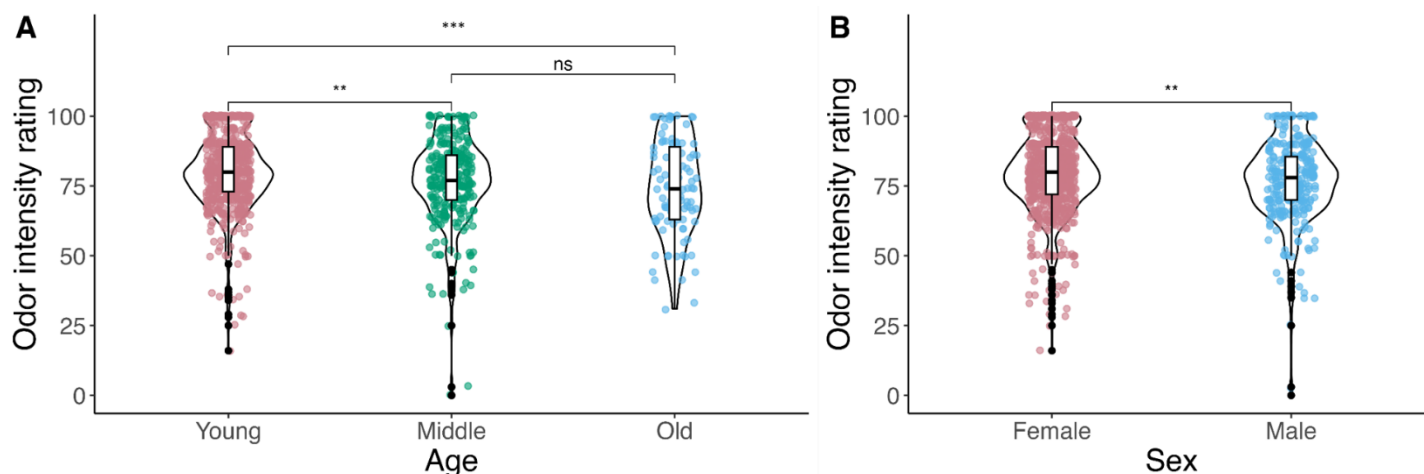 A
***
ns
**
Odor intensity rating
100
75
50
25
0
Young Middle Old
Age
B
**
Odor intensity rating
100
75
50
25
0
Female Male
Sex